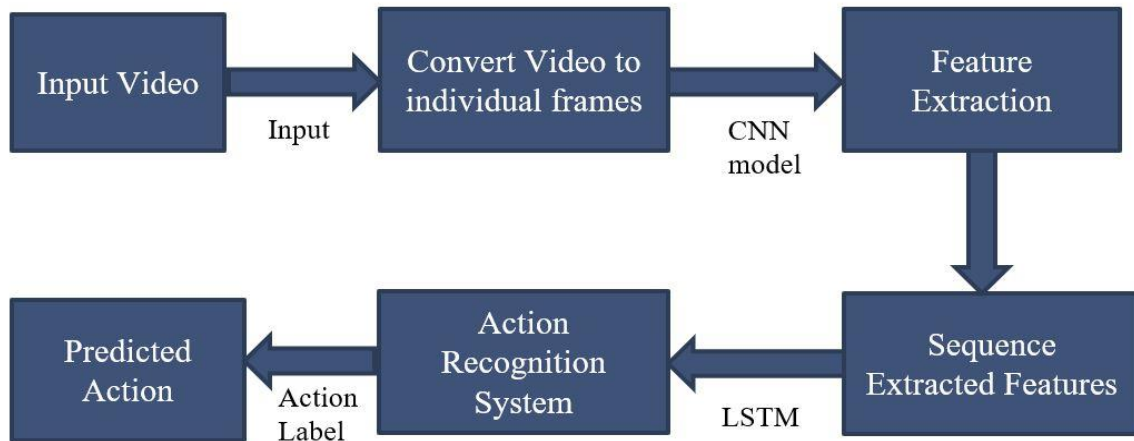 Input Video
Input
Convert Video to
individual frames
CNN
model
Feature
Extraction
Sequence
Extracted Features
LSTM
Action
Recognition
System
Action
Label
Predicted
Action